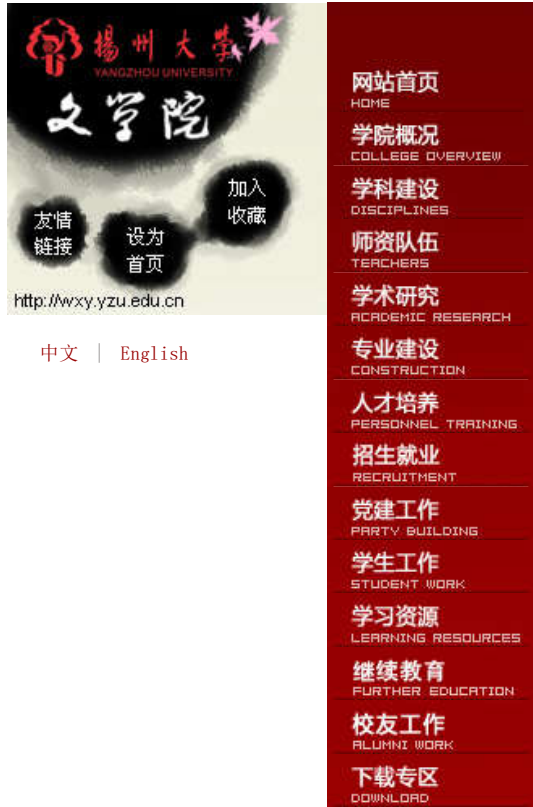 揚州大學
YANGZHOU UNIVERSITY
文学院
加入
收藏
友情
链接
设为
首页
http://wxy.yzu.edu.cn
中文 | English
网站首页
HOME
学院概况
COLLEGE OVERVIEW
学科建设
DISCIPLINES
师资队伍
TEACHERS
学术研究
ACADEMIC RESEARCH
专业建设
CONSTRUCTION
人才培养
PERSONNEL TRAINING
招生就业
RECRUITMENT
党建工作
PARTY BUILDING
学生工作
STUDENT WORK
学习资源
LEARNING RESOURCES
继续教育
FURTHER EDUCATION
校友工作
ALUMNI WORK
下载专区
DOWNLOAD